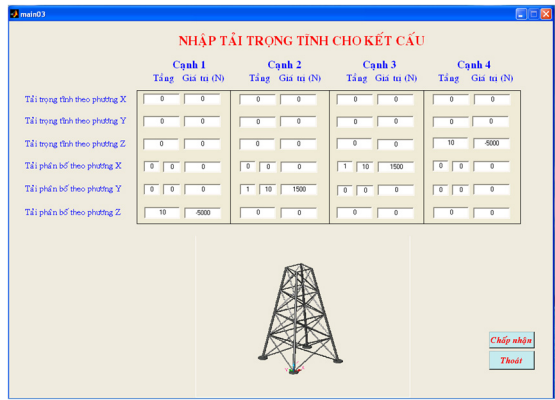 main03
NHẬP TẢI TRỌNG TĨNH CHO KẾT CẤU
Cạnh 1 Cạnh 2 Cạnh 3 Cạnh 4
Tầng Giá trị (N) Tầng Giá trị (N) Tầng Giá trị (N) Tầng Giá trị (N)
Tải trọng tĩnh theo phương X 0 0 0 0 0 0 0 0
Tải trọng tĩnh theo phương Y 0 0 0 0 0 0 0 0
Tải trọng tĩnh theo phương Z 0 0 0 0 0 0 10 -5000
Tải phân bố theo phương X 0 0 0 0 0 0 1 10 1500 0 0 0
Tải phân bố theo phương Y 0 0 0 1 10 1500 0 0 0 0 0 0
Tải phân bố theo phương Z 10 -5000 0 0 0 0 0 0
Chấp nhận
Thoát